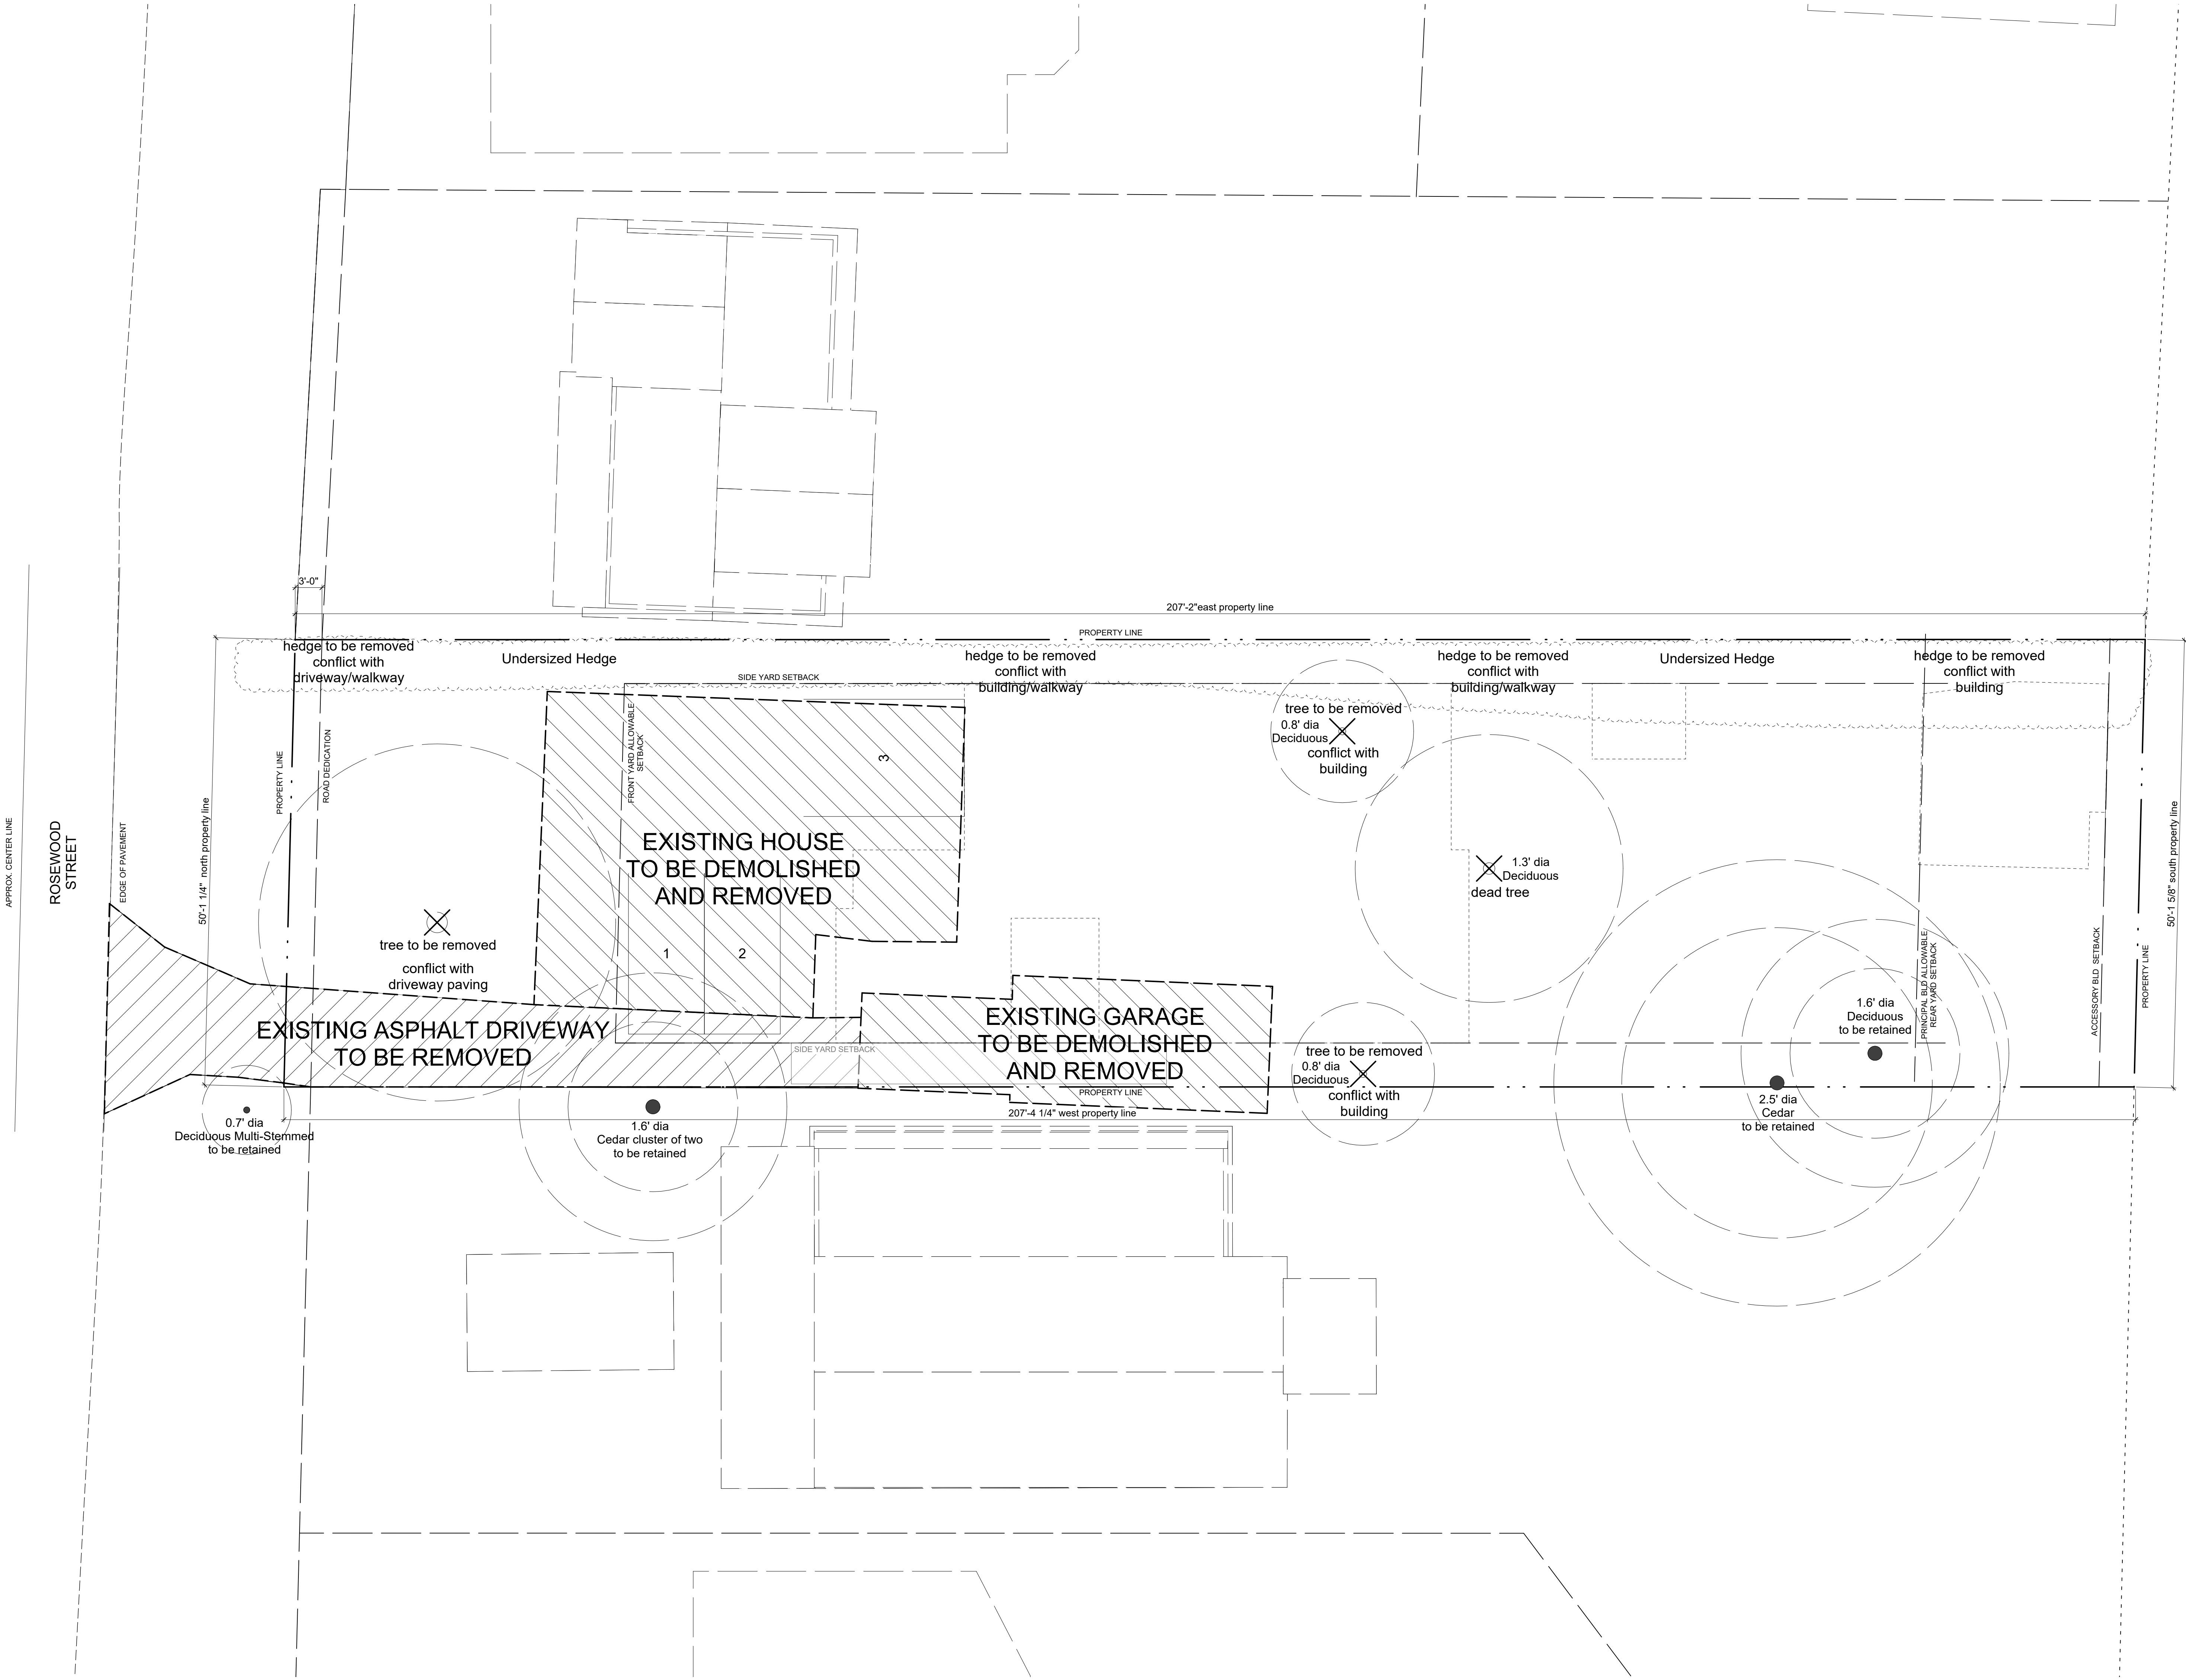 3'-0"
207'-2"east property line
PROPERTY LINE
hedge to be removed
conflict with
driveway/walkway
Undersized Hedge
hedge to be removed
conflict with
building/walkway
hedge to be removed
conflict with
building/walkway
Undersized Hedge
hedge to be removed
conflict with
building
SIDE YARD SETBACK
tree to be removed
0.8' dia
Deciduous
conflict with
building
APPROX. CENTER LINE
ROSEWOOD
STREET
EDGE OF PAVEMENT
50'-1 1/4" north property line
PROPERTY LINE
ROAD DEDICATION
FRONT YARD ALLOWABLE
SETBACK
3
EXISTING HOUSE
TO BE DEMOLISHED
AND REMOVED
1.3' dia
Deciduous
dead tree
tree to be removed
conflict with
driveway paving
1
2
EXISTING ASPHALT DRIVEWAY
TO BE REMOVED
EXISTING GARAGE
TO BE DEMOLISHED
AND REMOVED
SIDE YARD SETBACK
PROPERTY LINE
207'-4 1/4" west property line
tree to be removed
0.8' dia
Deciduous
conflict with
building
1.6' dia
Deciduous
to be retained
PRINCIPAL BLD ALLOWABLE
REAR YARD SETBACK
ACCESSORY BLD SETBACK
PROPERTY LINE
50'-1 5/8" south property line
2.5' dia
Cedar
to be retained
0.7' dia
Deciduous Multi-Stemmed
to be retained
1.6' dia
Cedar cluster of two
to be retained